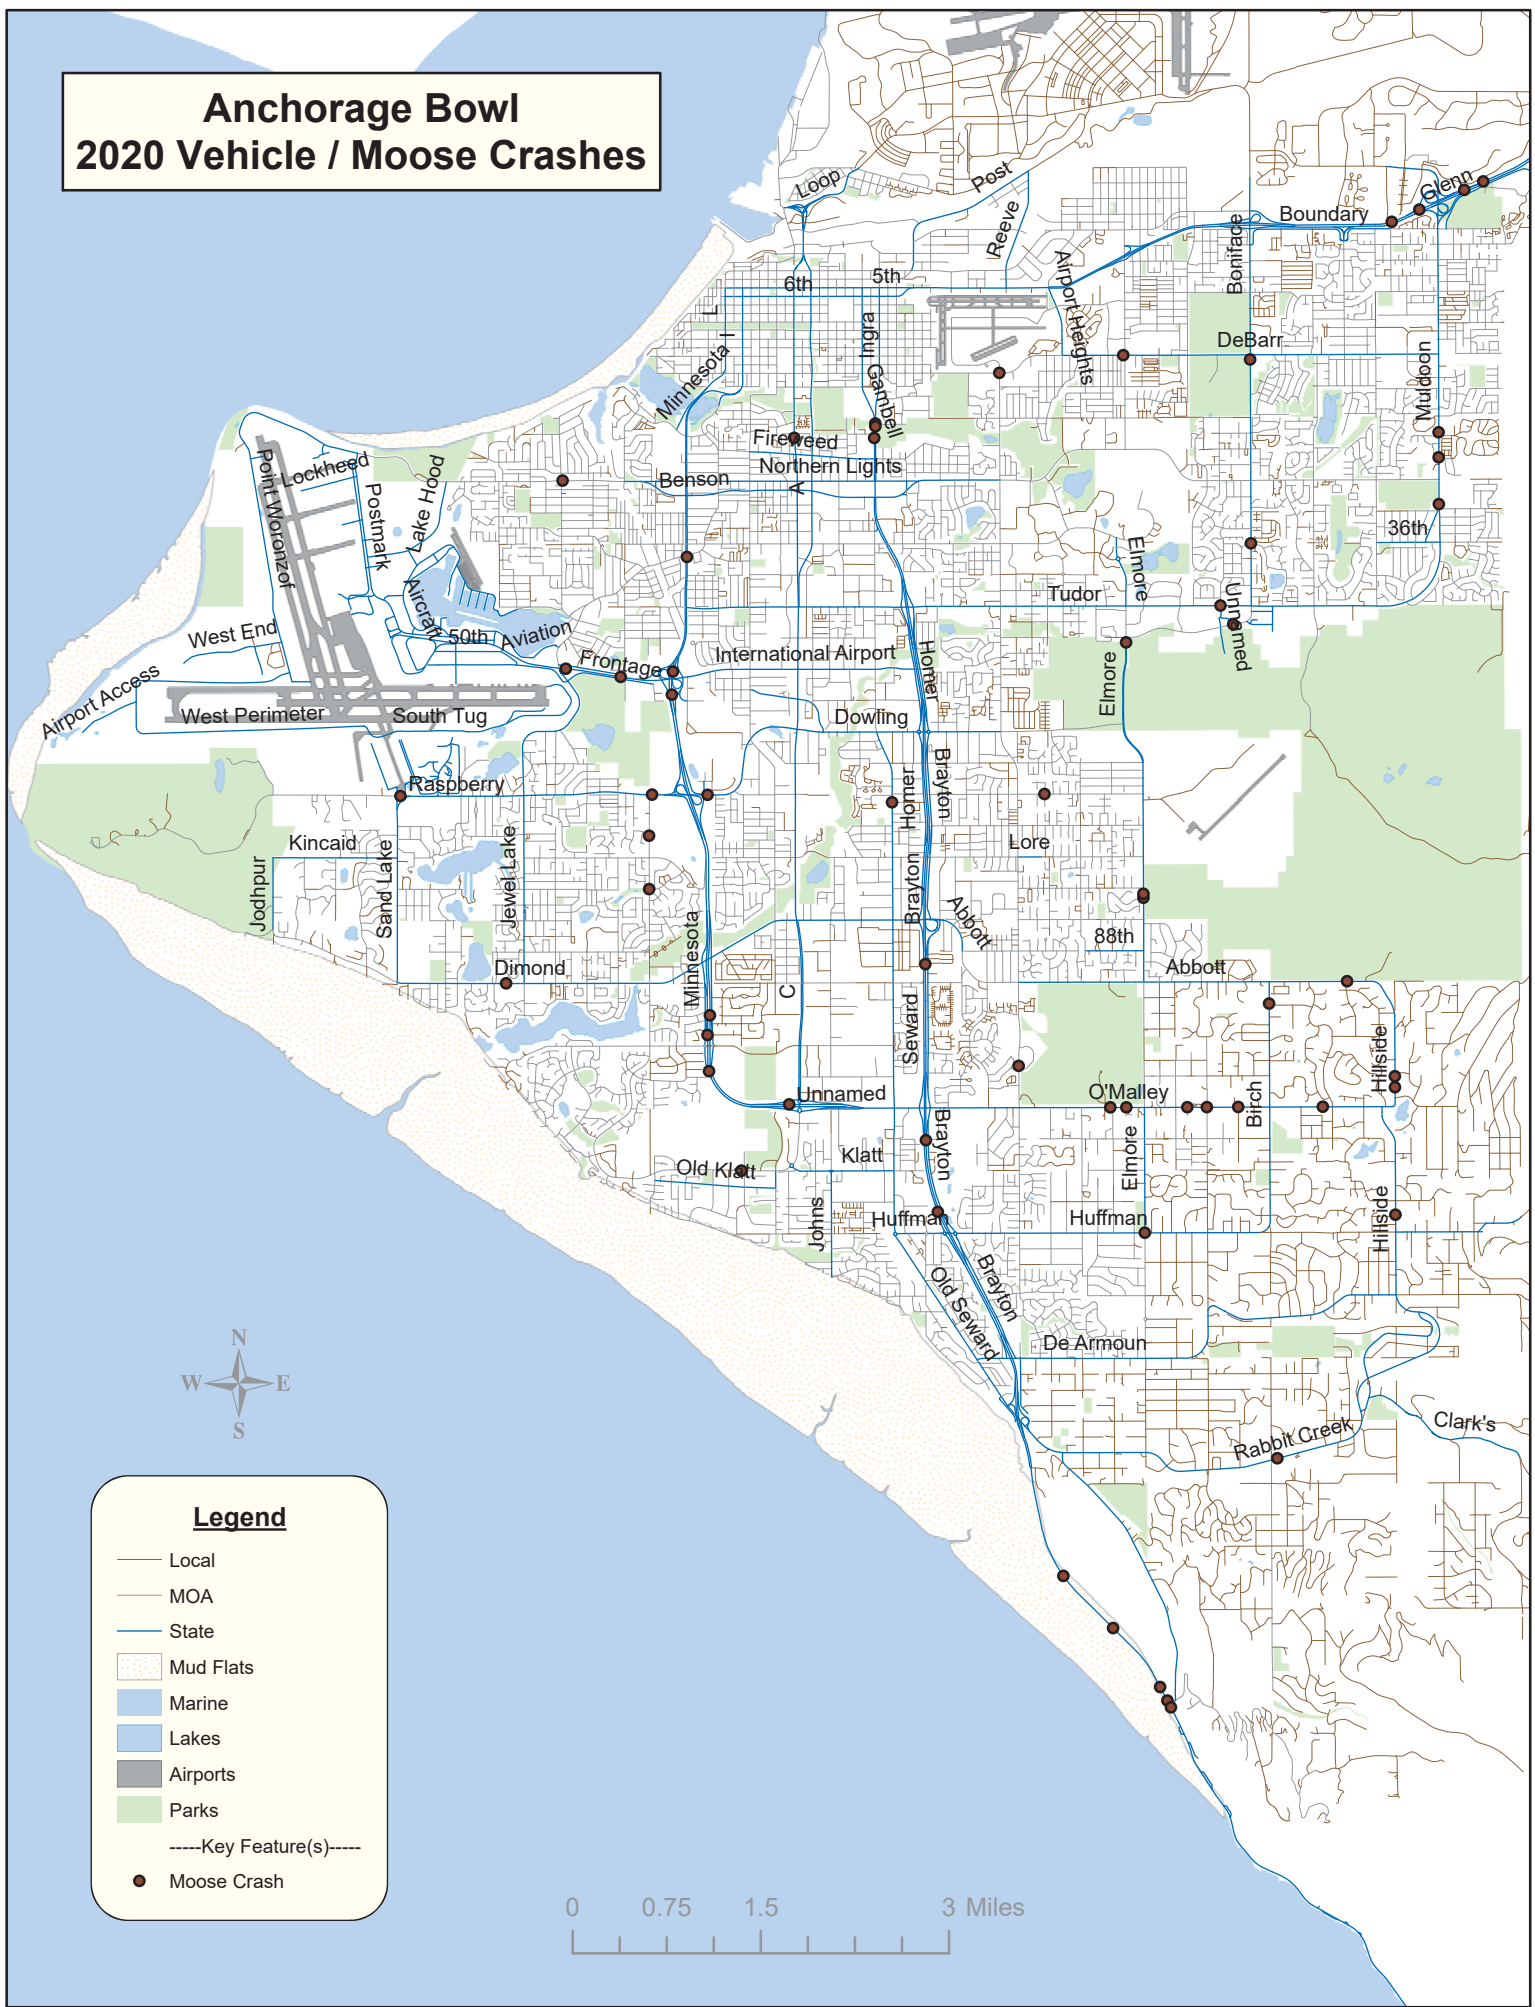 Anchorage Bowl
2020 Vehicle / Moose Crashes
Loop
Post
Reeve
Glenn
Boundary
Boniface
6th
5th
Airport Heights
L
I
Minnesota
Ingra
Gambell
DeBarr
Muldoon
Fireweed
Northern Lights
Benson
A
Point Woronzof
Lockheed
Postmark
Lake Hood
Aircraft
36th
Elmore
Tudor
Unnamed
West End
50th
Aviation
Frontage
International Airport
Homer
Elmore
Airport Access
West Perimeter
South Tug
Dowling
Brayton
Homer
Raspberry
Kincaid
Lore
Jodhpur
Sand Lake
Jewel Lake
Minnesota
Brayton
Abbott
88th
Dimond
Abbott
C
Seward
Hillside
Unnamed
O'Malley
Birch
Brayton
Elmore
Klatt
Old Klatt
Johns
Huffman
Huffman
Hillside
Brayton
Old Seward
De Armoun
Rabbit Creek
Clark's
N
W
E
S
Legend
Local
MOA
State
Mud Flats
Marine
Lakes
Airports
Parks
-----Key Feature(s)-----
Moose Crash
0 0.75 1.5 3 Miles